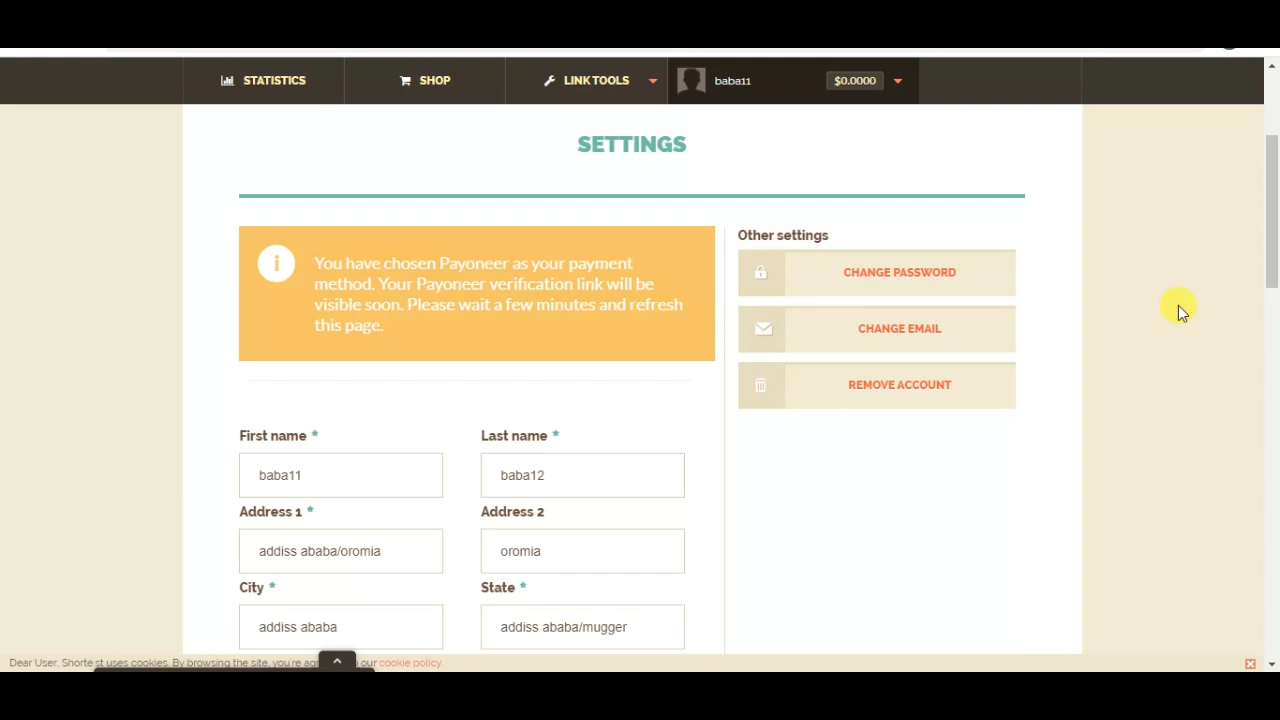 STATISTICS
SHOP
LINK TOOLS
baba11
$0.0000
SETTINGS
You have chosen Payoneer as your payment
method. Your Payoneer verification link will be
visible soon. Please wait a few minutes and refresh
this page.
Other settings
CHANGE PASSWORD
CHANGE EMAIL
REMOVE ACCOUNT
First name *
Last name *
baba11
baba12
Address 1 *
Address 2
addiss ababa/oromia
oromia
City *
State *
addiss ababa
addiss ababa/mugger
Dear User, Shorte.st uses cookies. By browsing the site, you're our cookie policy.